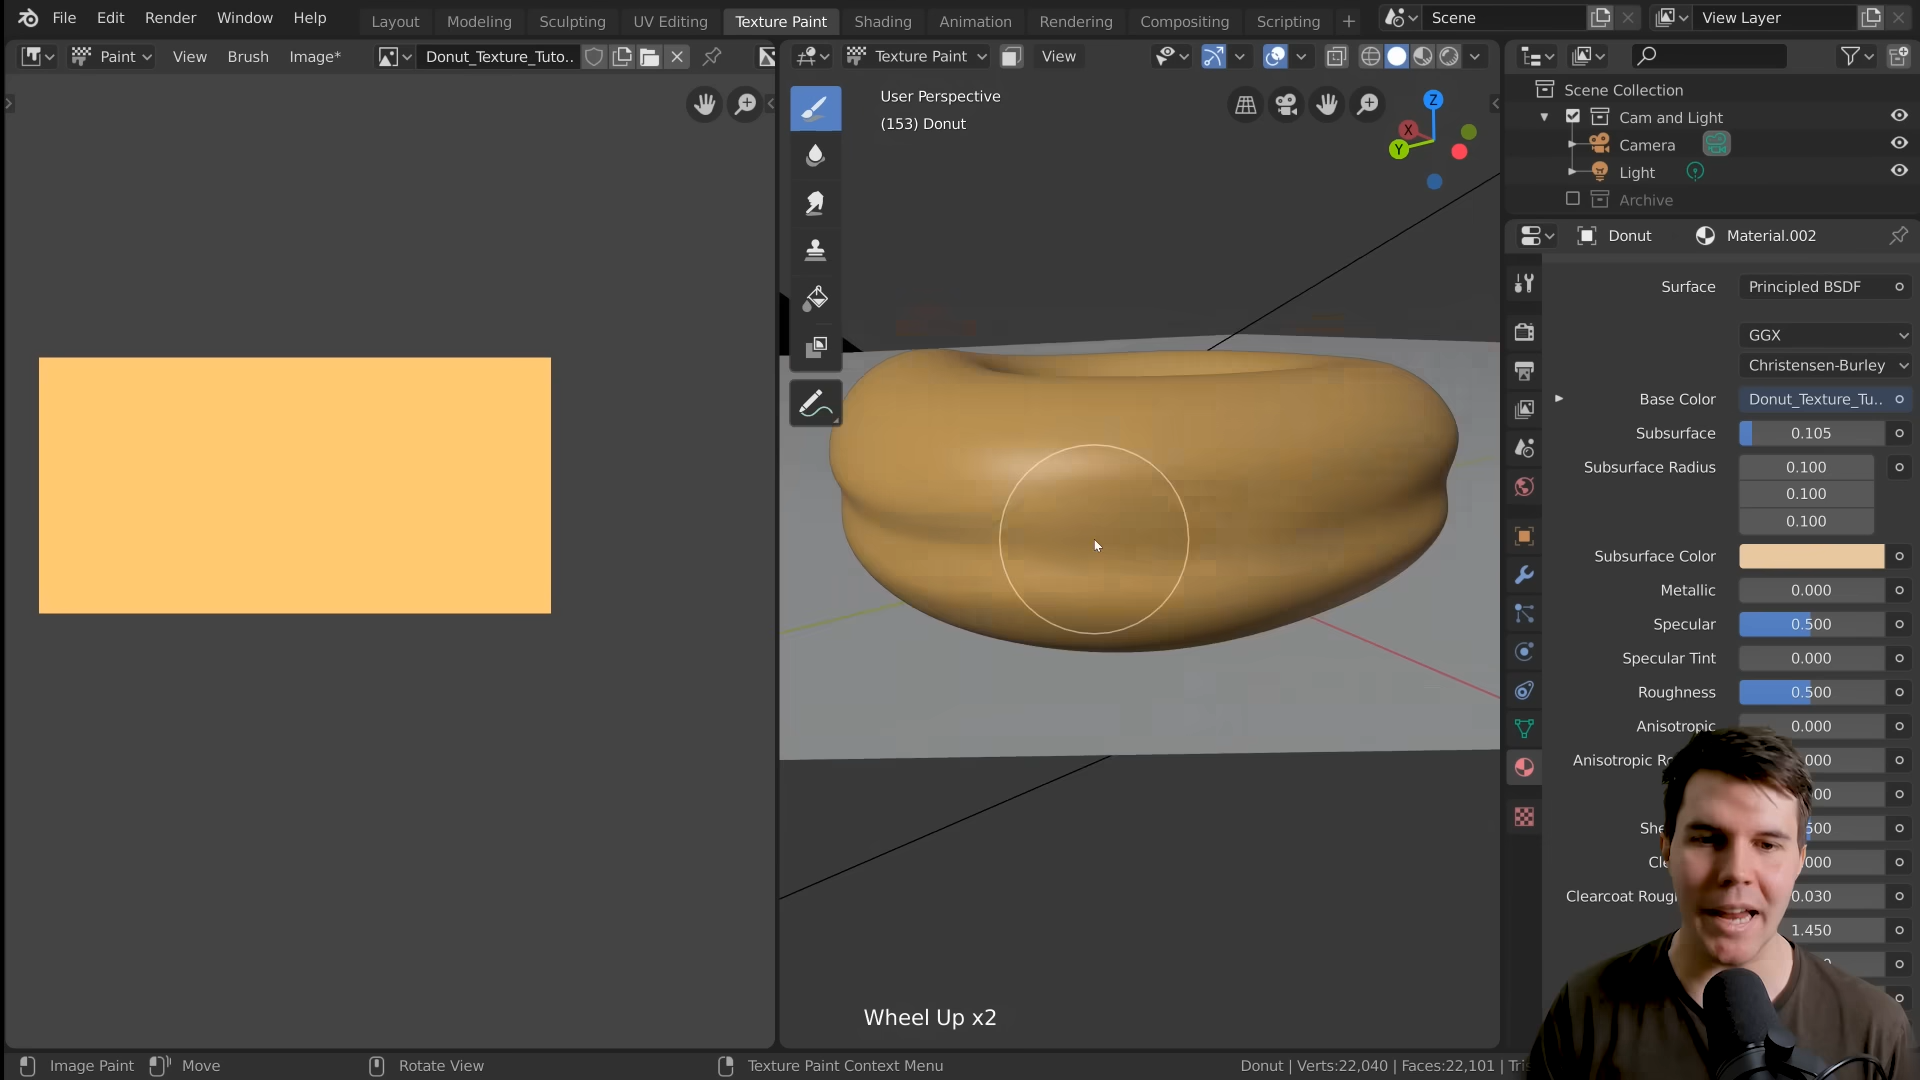 File Edit Render Window Help Layout Modeling Sculpting UV Editing Texture Paint Shading Animation Rendering Compositing Scripting + Scene View Layer
Paint View Brush Image* Donut_Texture_Tuto..
Texture Paint View
User Perspective
(153) Donut
X
Y
Z
Scene Collection
Cam and Light
Camera
Light
Archive
Donut Material.002
Surface Principled BSDF
GGX
Christensen-Burley
Base Color Donut_Texture_Tu..
Subsurface 0.105
Subsurface Radius 0.100
0.100
0.100
Subsurface Color
Metallic 0.000
Specular 0.500
Specular Tint 0.000
Roughness 0.500
Anisotropic 0.000
Wheel Up x2
Image Paint Move Rotate View Texture Paint Context Menu Donut | Verts:22,040 | Faces:22,101 |
0.030
1.450